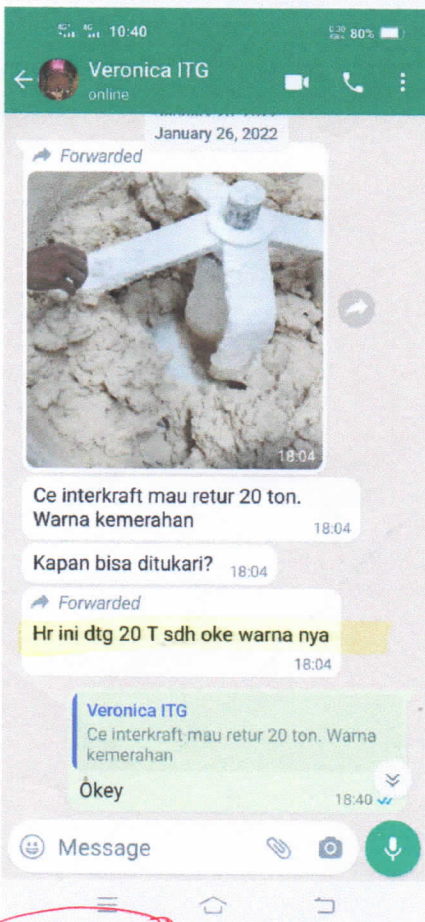 10:40
80%
Veronica ITG
online
January 26, 2022
Forwarded
18:04
Ce interkraft mau retur 20 ton.
Warna kemerahan
18:04
Kapan bisa ditukari?
18:04
Forwarded
Hr ini dtg 20 T sdh oke warna nya
18:04
Veronica ITG
Ce interkraft mau retur 20 ton. Warna
kemerahan
Okey
18:40
Message